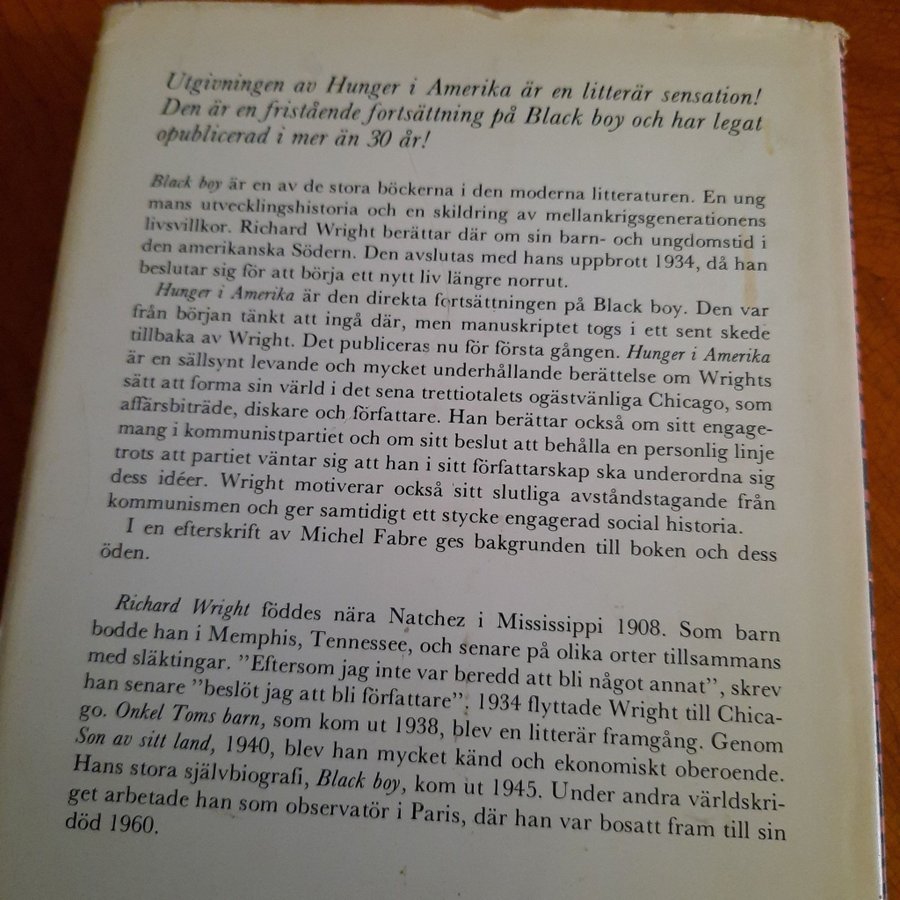 Utgivningen av Hunger i Amerika är en litterär sensation!
Den är en fristående fortsättning på Black boy och har legat
opublicerad i mer än 30 år!
Black boy är en av de stora böckerna i den moderna litteraturen. En ung
mans utvecklingshistoria och en skildring av mellankrigsgenerationens
livsvillkor. Richard Wright berättar där om sin barn- och ungdomstid i
den amerikanska Södern. Den avslutas med hans uppbrott 1934, då han
beslutar sig för att börja ett nytt liv längre norrut.
Hunger i Amerika är den direkta fortsättningen på Black boy. Den var
från början tänkt att ingå där, men manuskriptet togs i ett sent skede
tillbaka av Wright. Det publiceras nu för första gången. Hunger i Amerika
är en sällsynt levande och mycket underhållande berättelse om Wrights
sätt att forma sin värld i det sena trettiotalets ogästvänliga Chicago, som
affärsbiträde, diskare och författare. Han berättar också om sitt engage-
mang i kommunistpartiet och om sitt beslut att behålla en personlig linje
trots att partiet väntar sig att han i sitt författarskap ska underordna sig
dess idéer. Wright motiverar också sitt slutliga avståndstagande från
kommunismen och ger samtidigt ett stycke engagerad social historia.
I en efterskrift av Michel Fabre ges bakgrunden till boken och dess
öden.
Richard Wright föddes nära Natchez i Mississippi 1908. Som barn
bodde han i Memphis, Tennessee, och senare på olika orter tillsammans
med släktingar. "Eftersom jag inte var beredd att bli något annat", skrev
han senare "beslöt jag att bli författare". 1934 flyttade Wright till Chica-
go. Onkel Toms barn, som kom ut 1938, blev en litterär framgång. Genom
Son av sitt land, 1940, blev han mycket känd och ekonomiskt oberoende.
Hans stora självbiografi, Black boy, kom ut 1945. Under andra världskri-
get arbetade han som observatör i Paris, där han var bosatt fram till sin
död 1960.